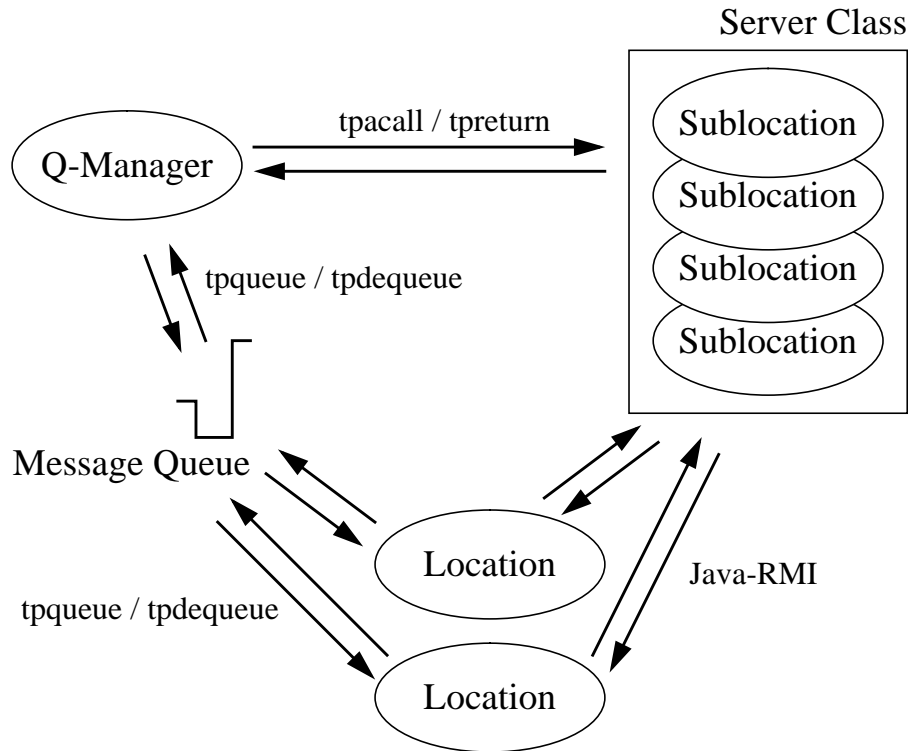 Server Class
tpacall / tpreturn
Sublocation
Q-Manager
Sublocation
tpqueue / tpdequeue
Sublocation
Sublocation
Message Queue
Location
Java-RMI
tpqueue / tpdequeue
Location